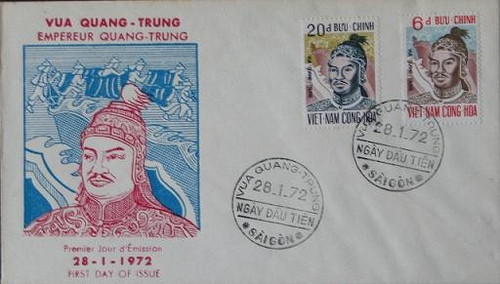 VUA QUANG-TRUNG
EMPEREUR QUANG-TRUNG
20đ BƯU-CHÍNH
VIỆT-NAM CỘNG HÒA
6đ BƯU-CHÍNH
VIỆT-NAM CỘNG HÒA
VUA QUANG-TRUNG
28.1.72
NGÀY ĐẦU TIÊN
SÀIGÒN
VUA QUANG-TRUNG
28.1.72
NGÀY ĐẦU TIÊN
SÀIGÒN
Premier Jour d'Émission
28-1-1972
FIRST DAY OF ISSUE